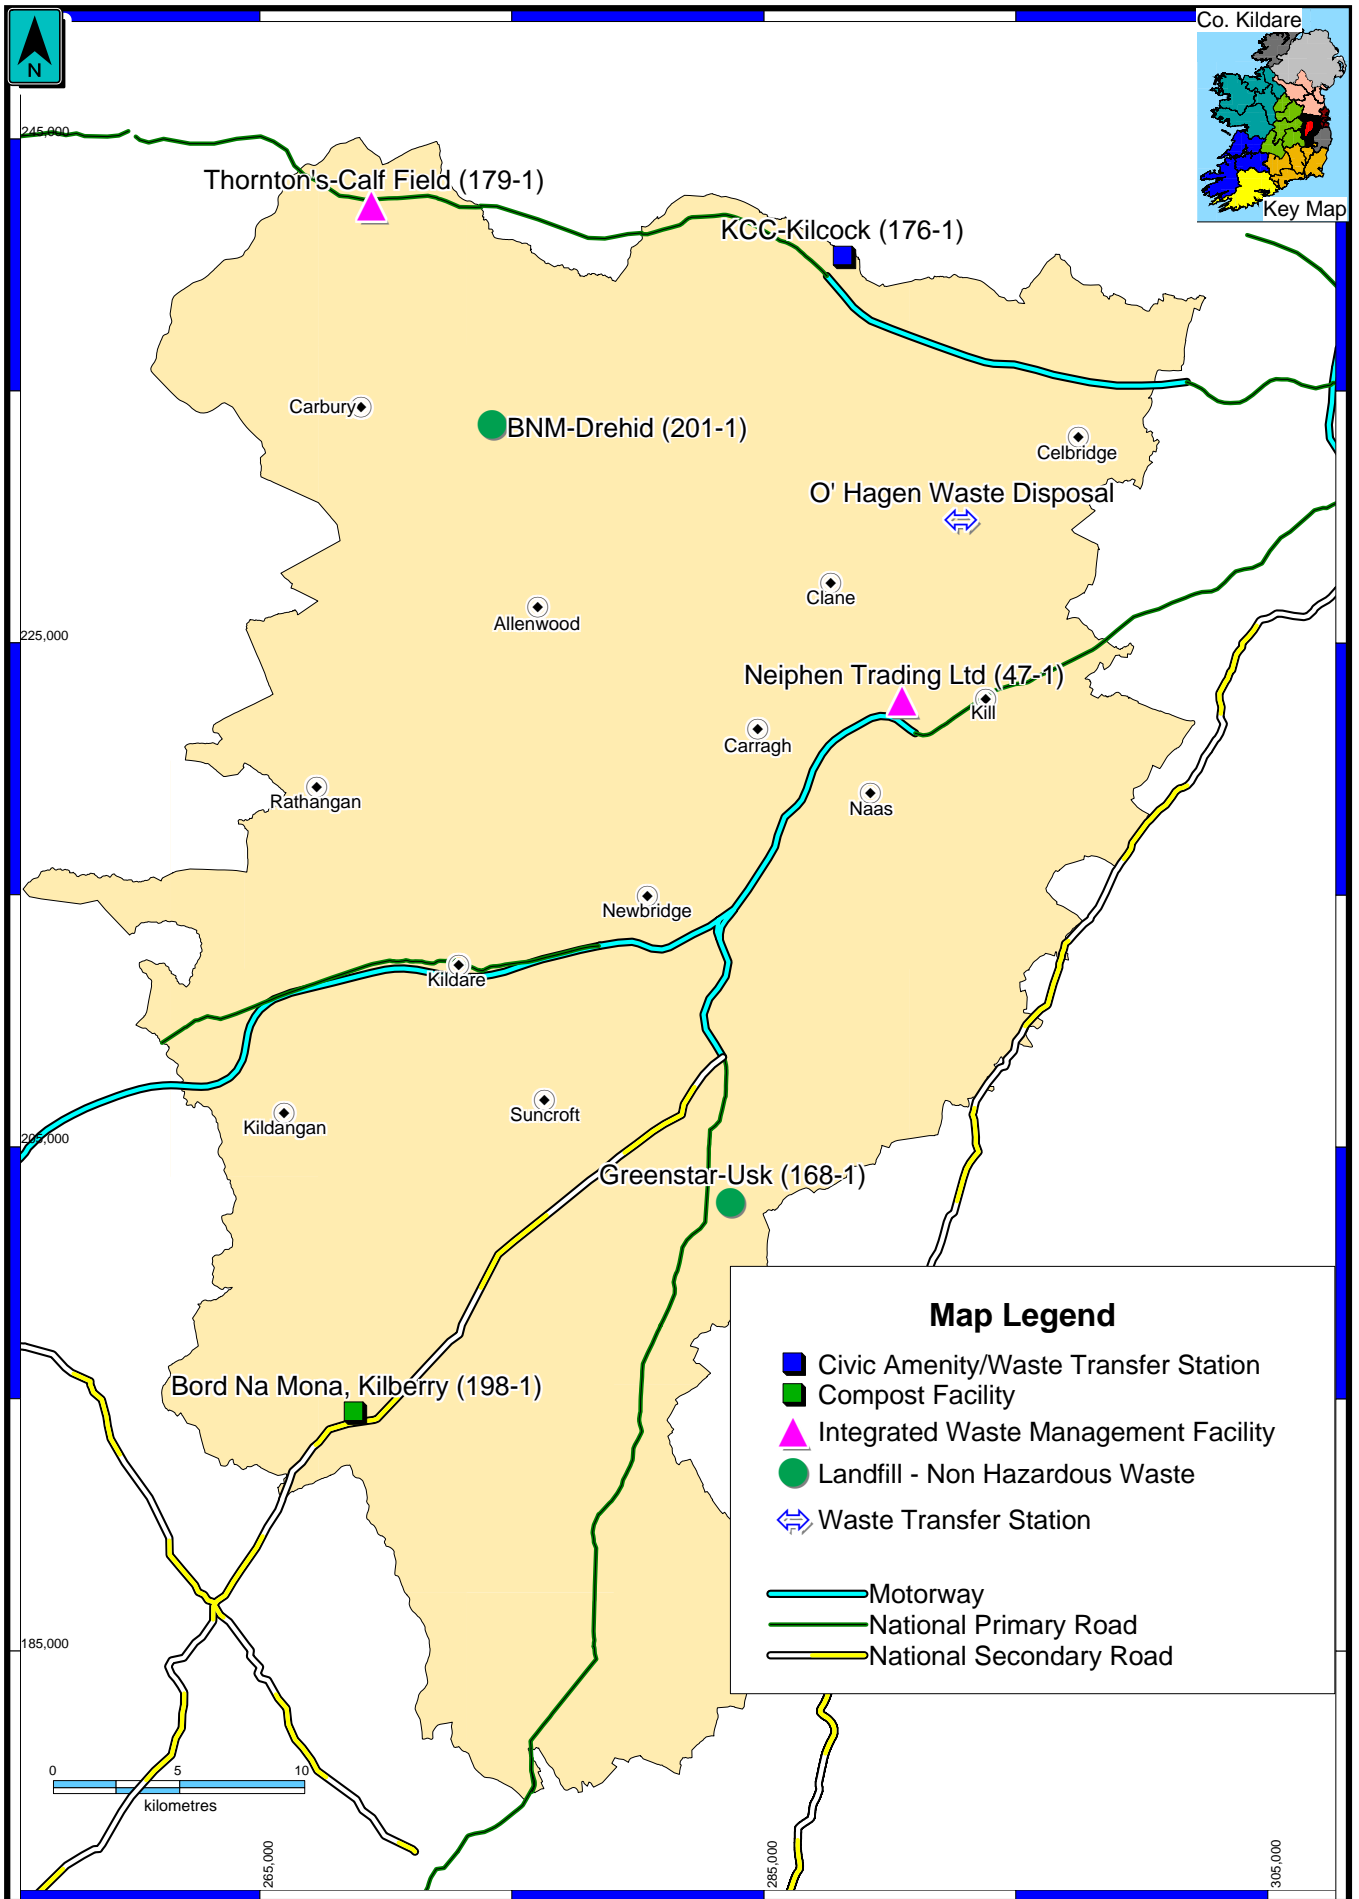 Co. Kildare
N
Key Map
245,000
Thornton's-Calf Field (179-1)
KCC-Kilcock (176-1)
Carbury
BNM-Drehid (201-1)
Celbridge
O' Hagen Waste Disposal
Clane
Allenwood
225,000
Neiphen Trading Ltd (47-1)
Kill
Carragh
Rathangan
Naas
Newbridge
Kildare
Suncroft
Kildangan
205,000
Greenstar-Usk (168-1)
Map Legend
Civic Amenity/Waste Transfer Station
Compost Facility
Integrated Waste Management Facility
Landfill - Non Hazardous Waste
Waste Transfer Station
Motorway
National Primary Road
National Secondary Road
Bord Na Mona, Kilberry (198-1)
185,000
0 5 10
kilometres
265,000
285,000
305,000